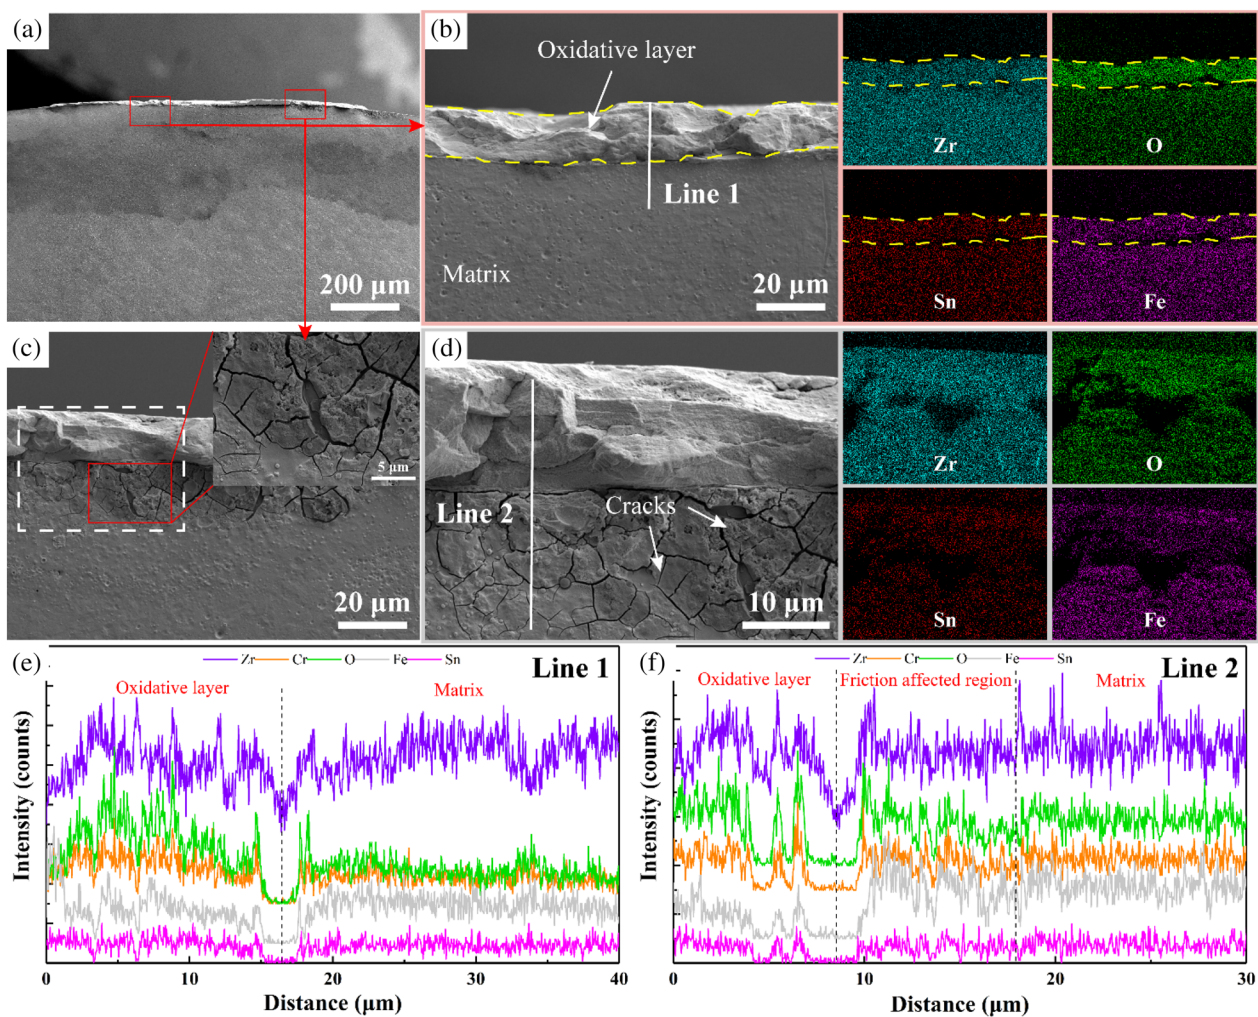 (a)
200 μm
(b)
Oxidative layer
Line 1
Matrix
20 μm
Zr
O
Sn
Fe
(c)
5 μm
20 μm
(d)
Line 2
Cracks
10 μm
Zr
O
Sn
Fe
(e)
Zr Cr O Fe Sn
Line 1
Oxidative layer
Matrix
Intensity (counts)
0 10 20 30 40
Distance (μm)
(f)
Zr Cr O Fe Sn
Line 2
Oxidative layer
Friction affected region
Matrix
Intensity (counts)
0 10 20 30
Distance (μm)